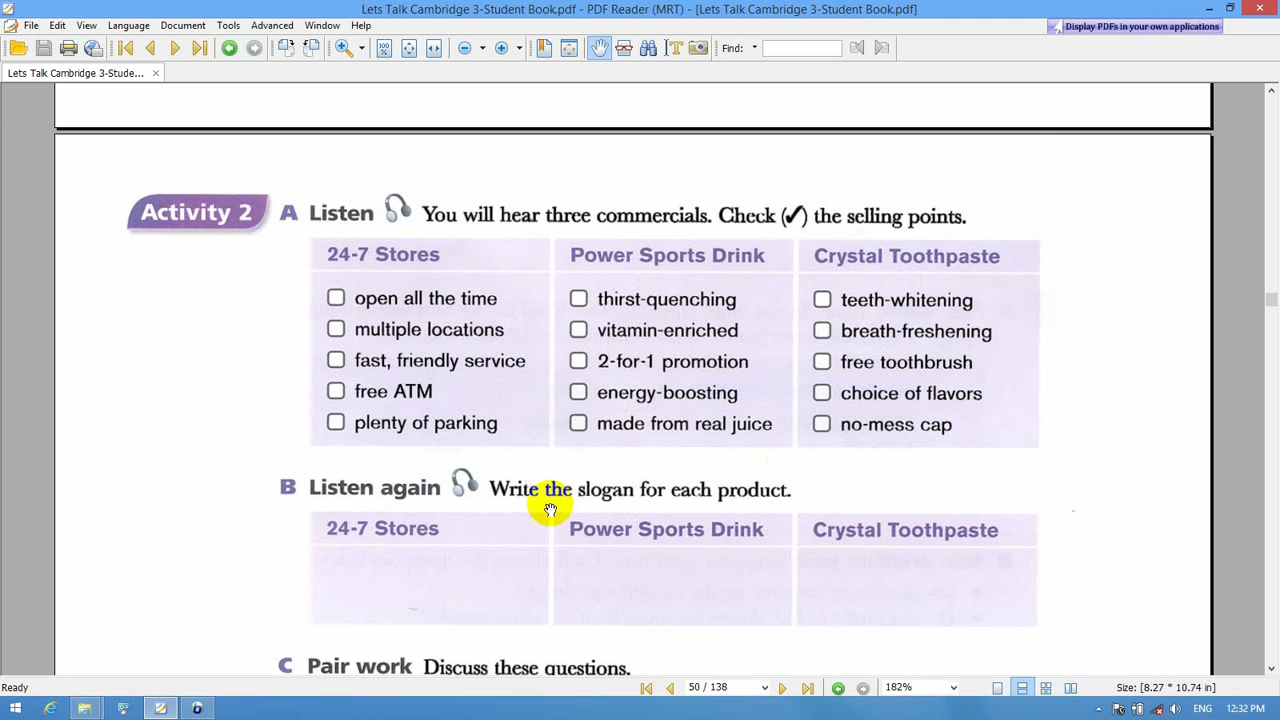 Lets Talk Cambridge 3-Student Book.pdf - PDF Reader (MRT) - [Lets Talk Cambridge 3-Student Book.pdf]
File Edit View Language Document Tools Advanced Window Help
Display PDFs in your own applications
Find:
Lets Talk Cambridge 3-Stude...
Activity 2
A Listen You will hear three commercials. Check (✓) the selling points.
24-7 Stores Power Sports Drink Crystal Toothpaste
open all the time thirst-quenching teeth-whitening
multiple locations vitamin-enriched breath-freshening
fast, friendly service 2-for-1 promotion free toothbrush
free ATM energy-boosting choice of flavors
plenty of parking made from real juice no-mess cap
B Listen again Write the slogan for each product.
24-7 Stores Power Sports Drink Crystal Toothpaste
C Pair work Discuss these questions.
Ready 50 / 138 182% Size: [8.27 * 10.74 in]
ENG 12:32 PM